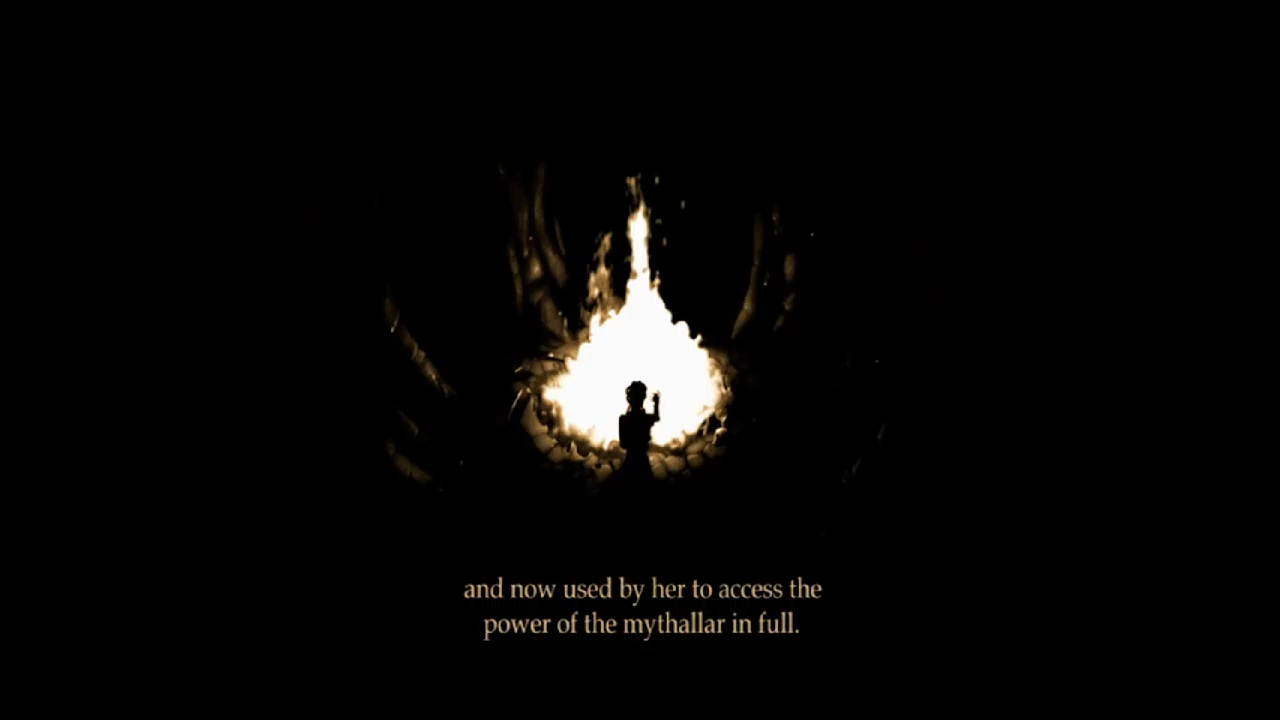 and now used by her to access the
power of the mythallar in full.